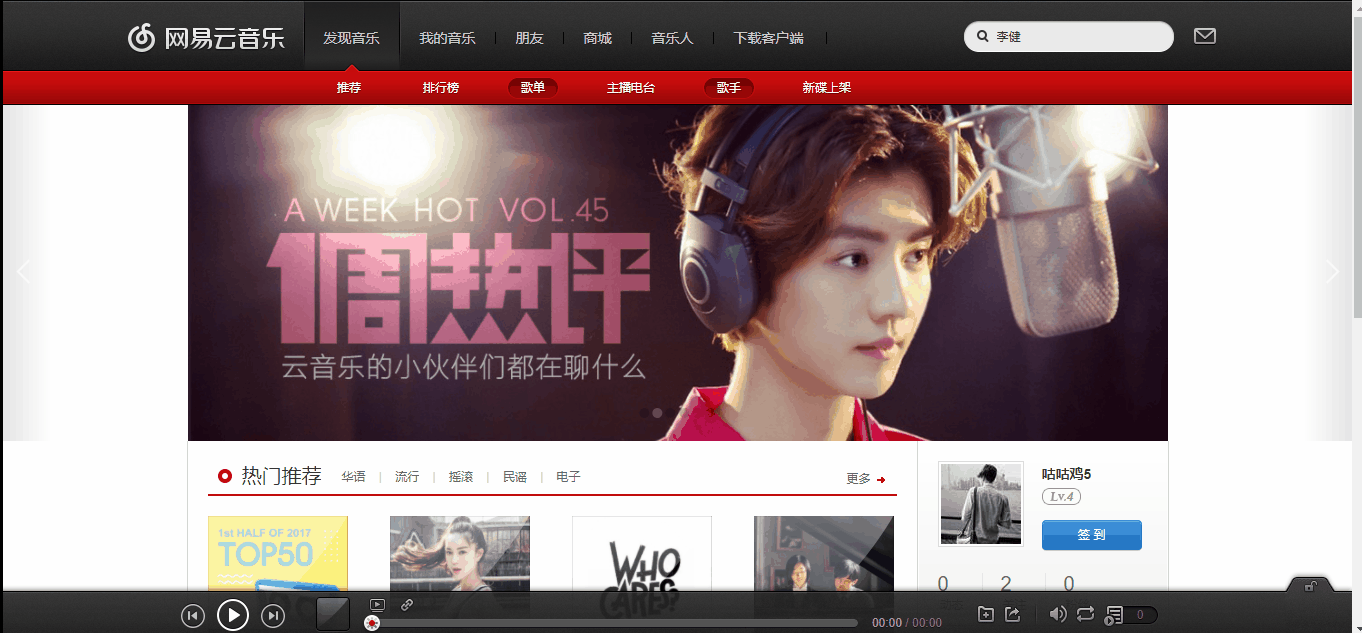 网易云音乐
发现音乐 我的音乐 朋友 商城 音乐人 下载客户端
李健
推荐 排行榜 歌单 主播电台 歌手 新碟上架
A WEEK HOT VOL.45
一周热评
云音乐的小伙伴们都在聊什么
热门推荐 华语 流行 摇滚 民谣 电子 更多
咕咕鸡5
Lv.4
签 到
1st HALF OF 2017
TOP50
WHO
CARES?
0 2 0
00:00 / 00:00
0